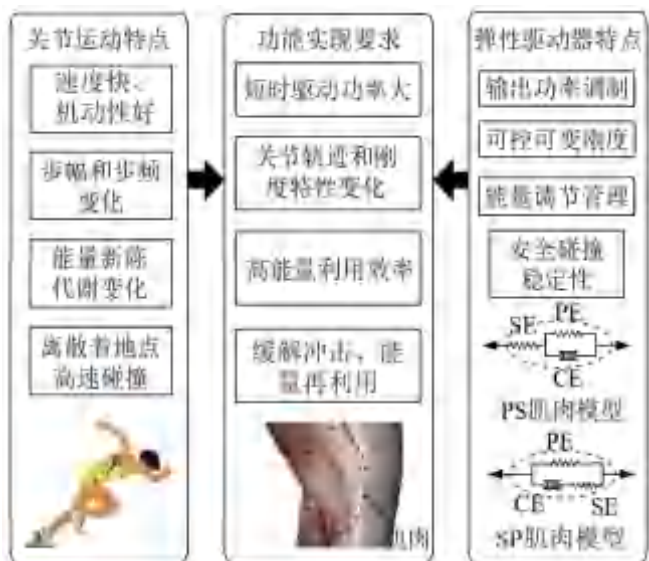 关节运动特点
速度快、
机动性好
步幅和步频
变化
能量新陈
代谢变化
离散着地点
高速碰撞
功能实现要求
短时驱动功率大
关节轨迹和刚
度特性变化
高能量利用效率
缓解冲击，能
量再利用
肌肉
弹性驱动器特点
输出功率调制
可控可变刚度
能量调节管理
安全碰撞
稳定性
PE
SE
CE
PS肌肉模型
PE
CE
SE
SP肌肉模型